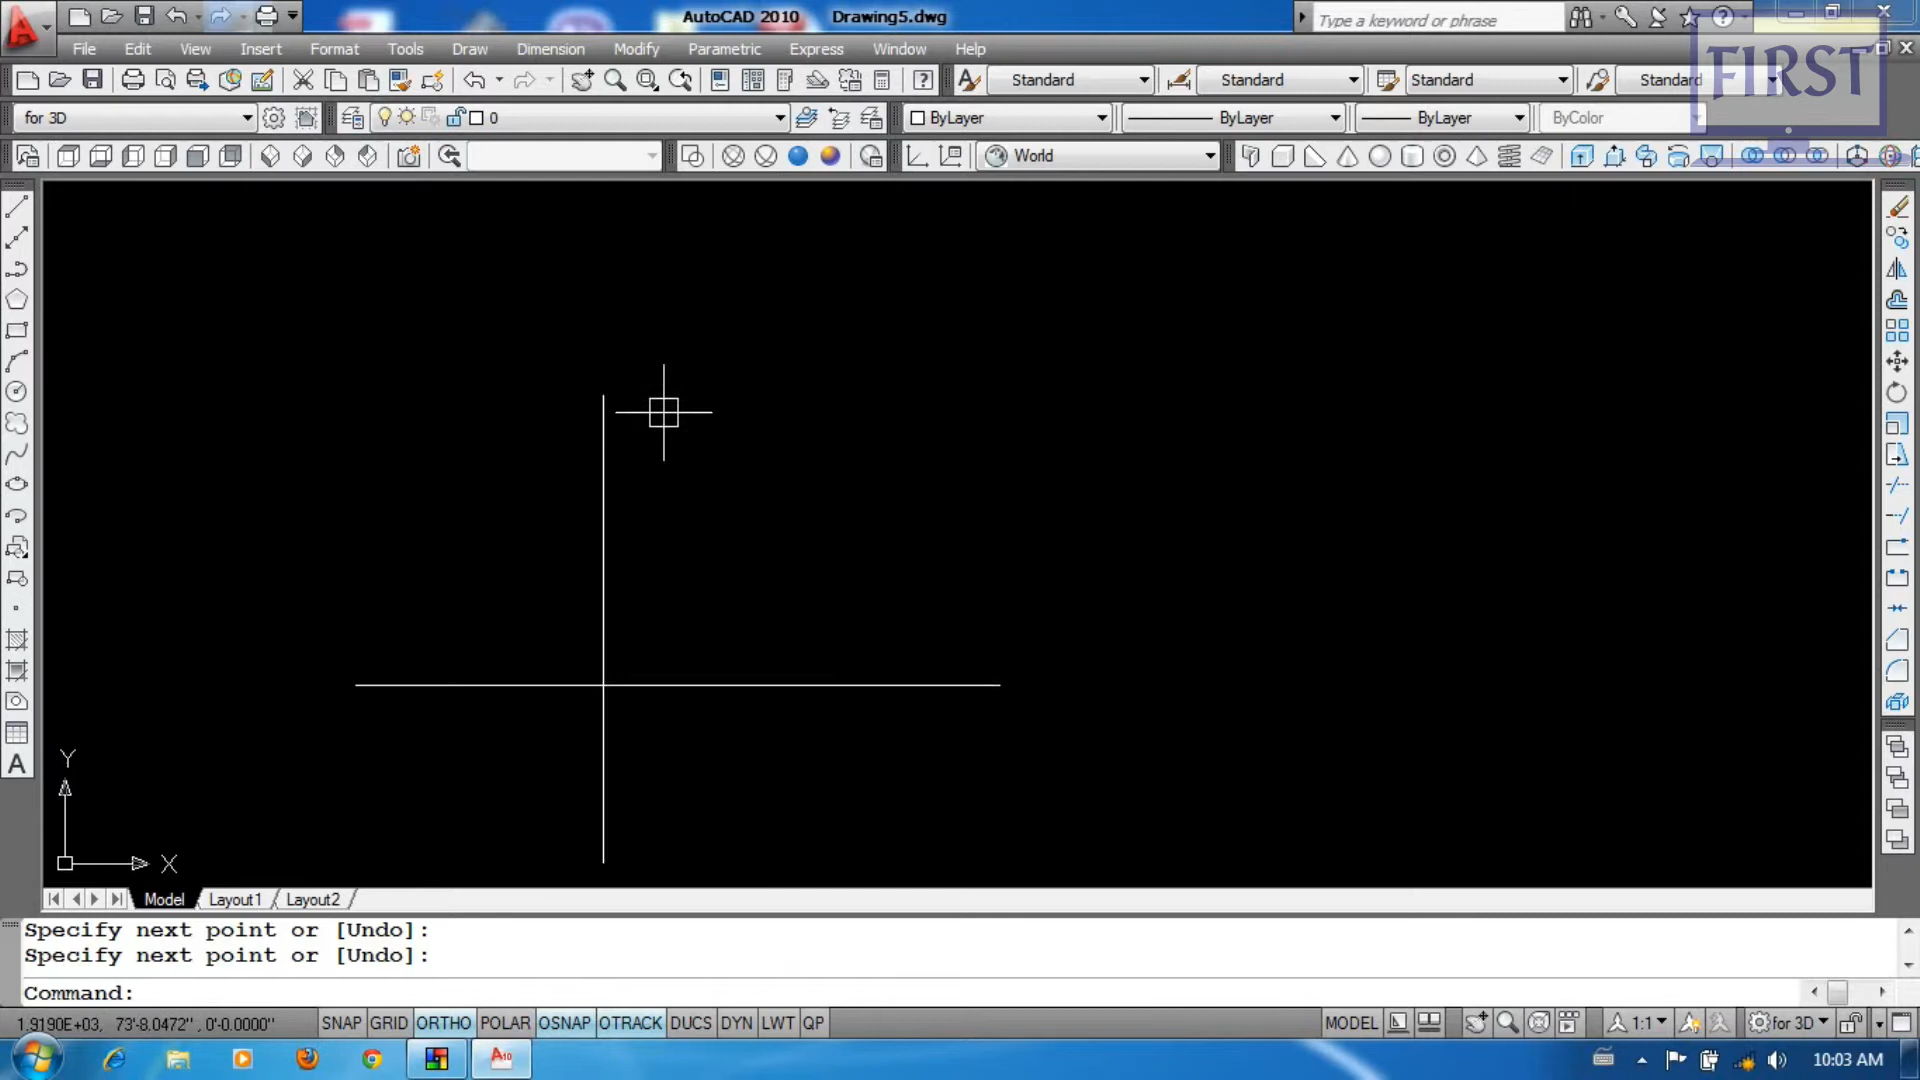 AutoCAD 2010 Drawing5.dwg
Type a keyword or phrase
File Edit View Insert Format Tools Draw Dimension Modify Parametric Express Window Help
FIRST
Standard Standard Standard Standard
for 3D 0 ByLayer ByLayer ByLayer ByColor
World
A
Y
X
Model Layout1 Layout2
Specify next point or [Undo]:
Specify next point or [Undo]:
Command:
1.9190E+03, 73'-8.0472", 0'-0.0000" SNAP GRID ORTHO POLAR OSNAP OTRACK DUCS DYN LWT QP MODEL 1:1 for 3D
10:03 AM